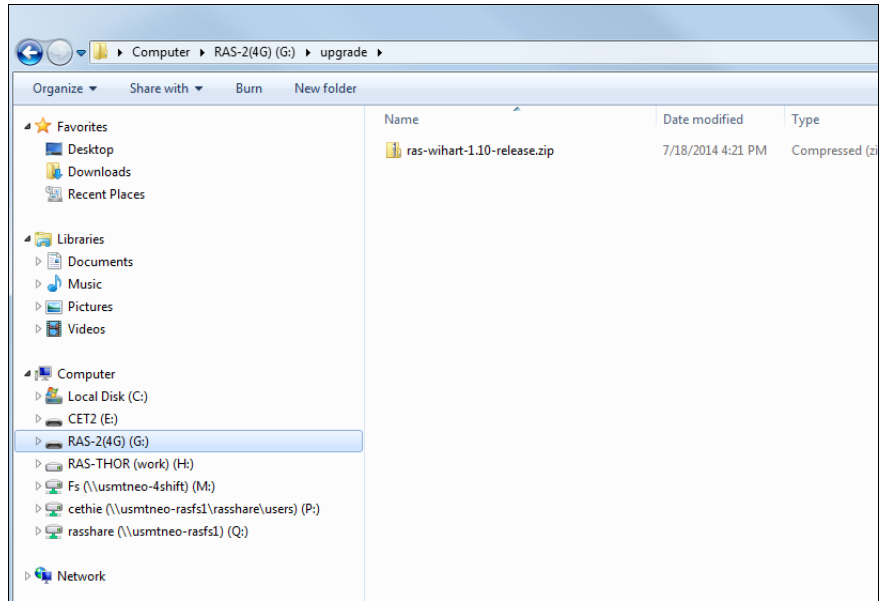 Computer ▸ RAS-2(4G) (G:) ▸ upgrade ▸
Organize Share with Burn New folder
Favorites
Desktop
Downloads
Recent Places
Libraries
Documents
Music
Pictures
Videos
Computer
Local Disk (C:)
CET2 (E:)
RAS-2(4G) (G:)
RAS-THOR (work) (H:)
Fs (\\usmtneo-4shift) (M:)
cethie (\\usmtneo-rasfs1\rasshare\users) (P:)
rasshare (\\usmtneo-rasfs1) (Q:)
Network
Name Date modified Type
ras-wihart-1.10-release.zip 7/18/2014 4:21 PM Compressed (zi